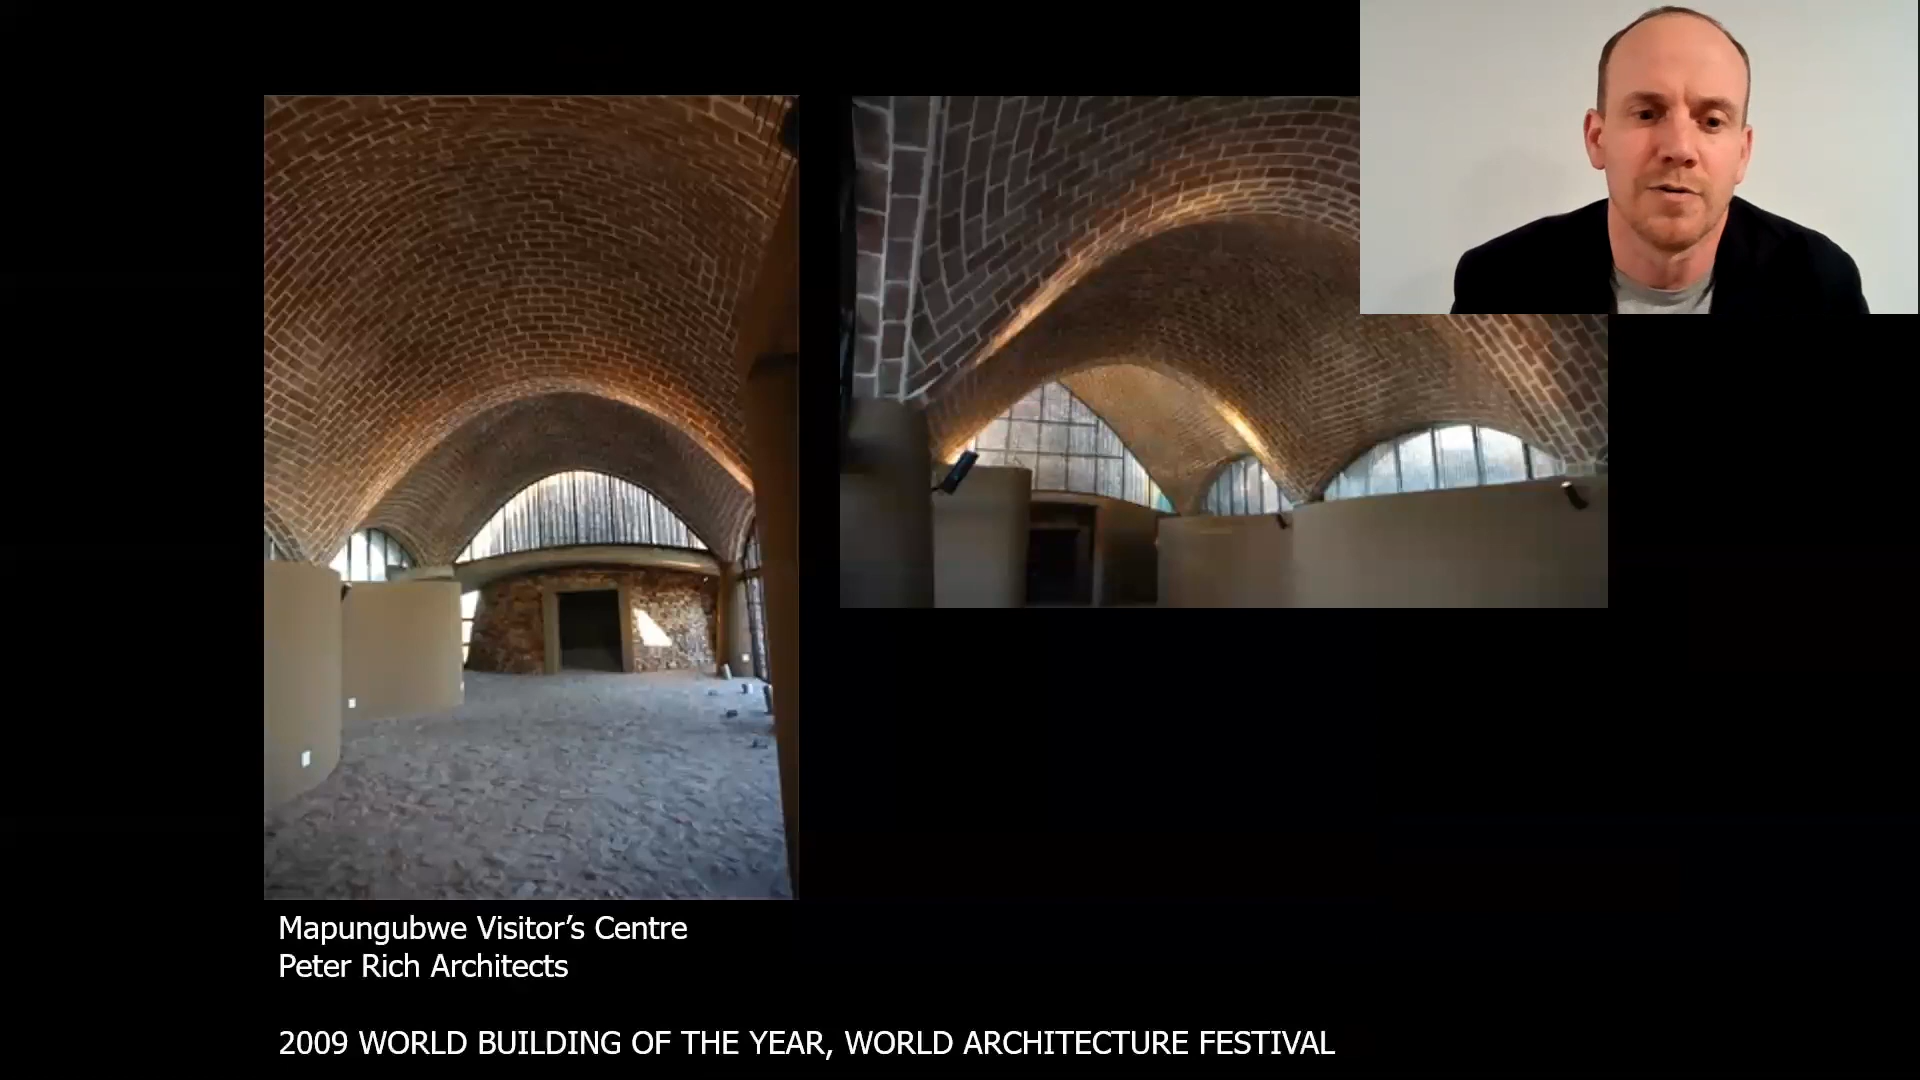 Mapungubwe Visitor’s Centre
Peter Rich Architects
2009 WORLD BUILDING OF THE YEAR, WORLD ARCHITECTURE FESTIVAL